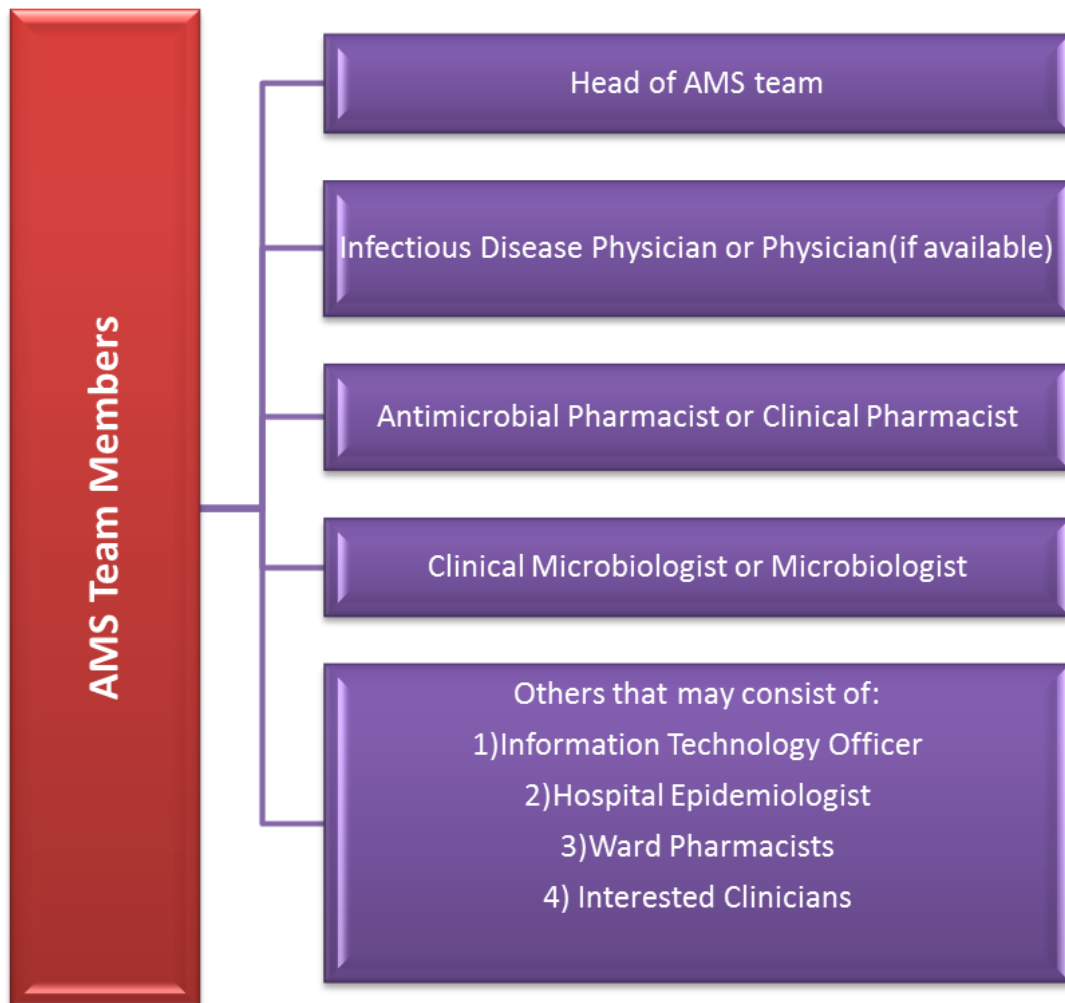 AMS Team Members
Head of AMS team
Infectious Disease Physician or Physician(if available)
Antimicrobial Pharmacist or Clinical Pharmacist
Clinical Microbiologist or Microbiologist
Others that may consist of:
1)Information Technology Officer
2)Hospital Epidemiologist
3)Ward Pharmacists
4) Interested Clinicians